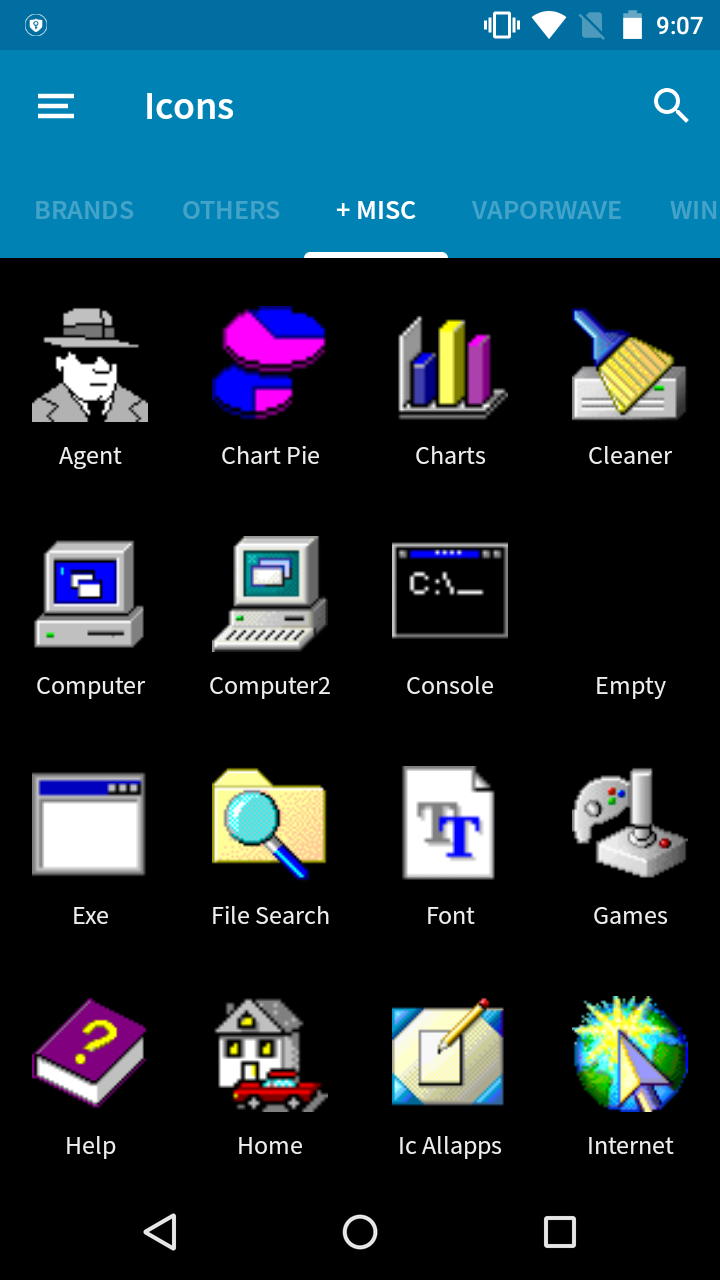 9:07
Icons
BRANDS OTHERS + MISC VAPORWAVE WIN
Agent Chart Pie Charts Cleaner
C:\_
Computer Computer2 Console Empty
TT
Exe File Search Font Games
?
Help Home Ic Allapps Internet